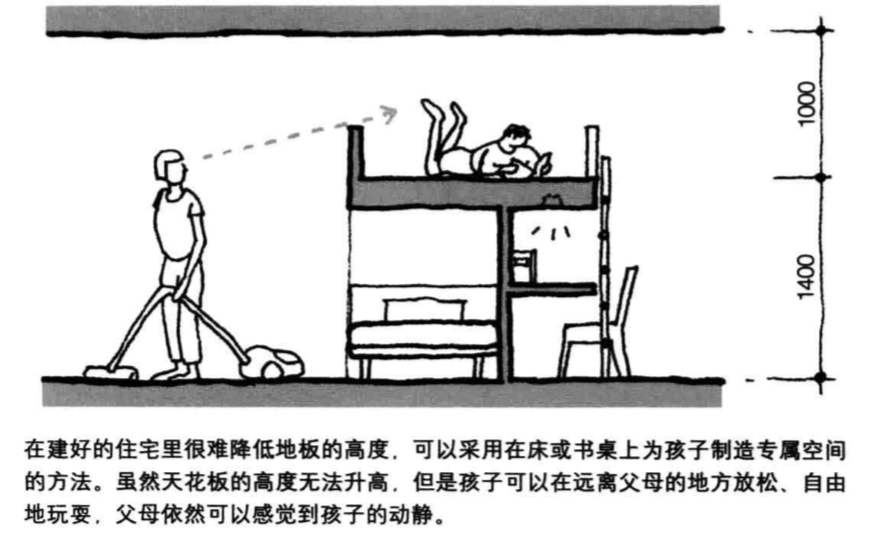 1000
1400
在建好的住宅里很难降低地板的高度，可以采用在床或书桌上为孩子制造专属空间
的方法。虽然天花板的高度无法升高，但是孩子可以在远离父母的地方放松、自由
地玩耍，父母依然可以感觉到孩子的动静。